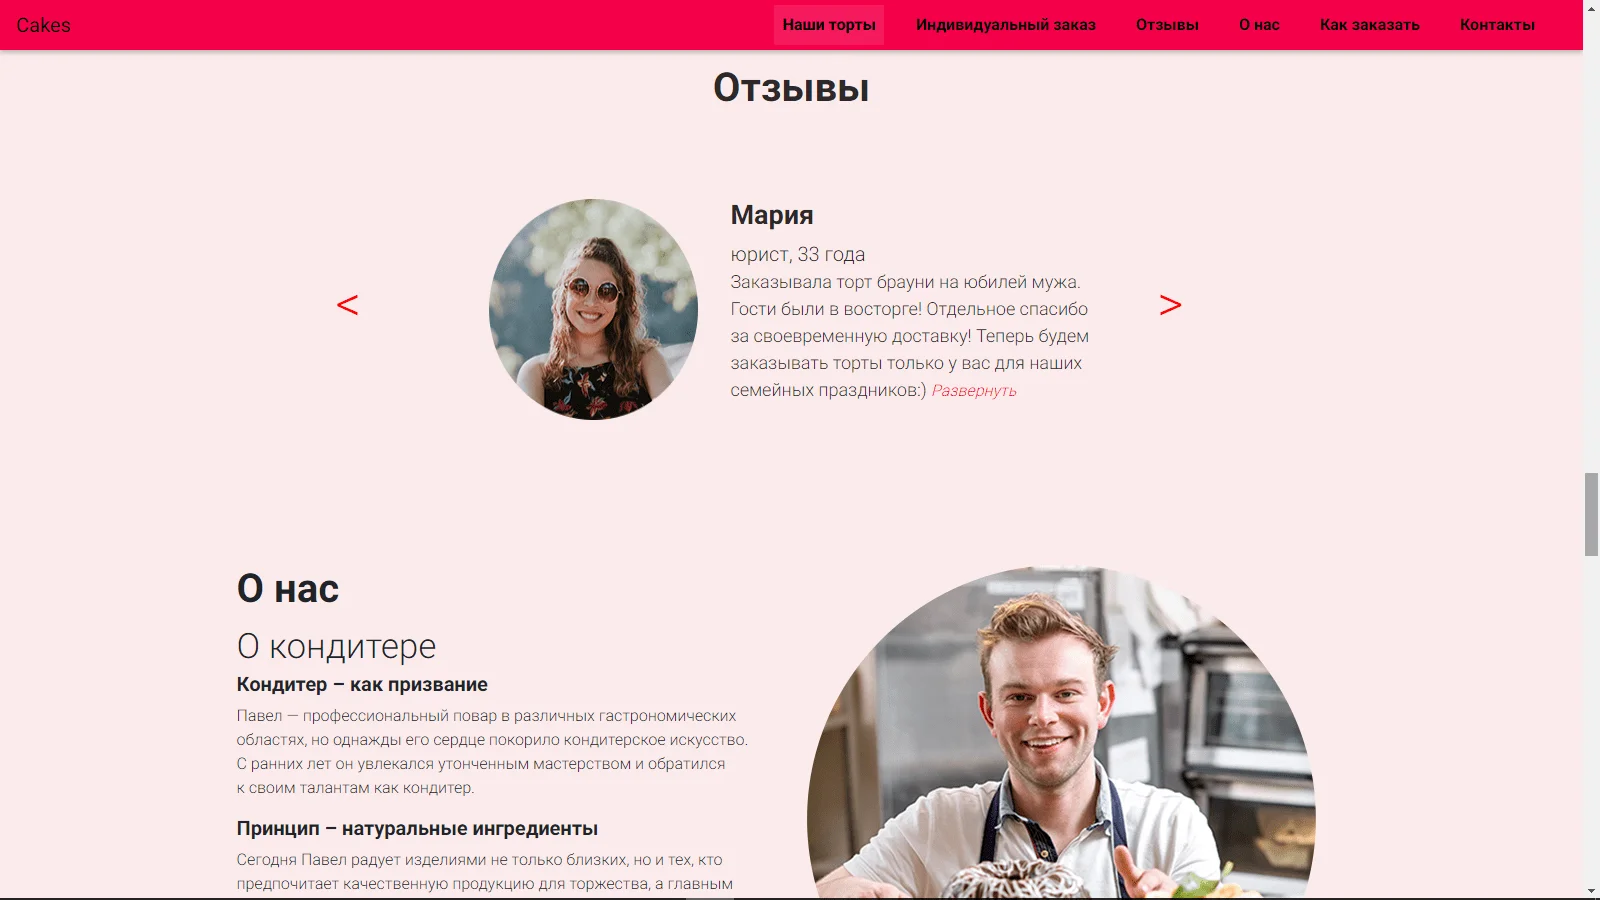 Cakes
Наши торты
Индивидуальный заказ
Отзывы
О нас
Как заказать
Контакты
Отзывы
<
Мария
юрист, 33 года
Заказывала торт брауни на юбилей мужа.
Гости были в восторге! Отдельное спасибо
за своевременную доставку! Теперь будем
заказывать торты только у вас для наших
семейных праздников:) Развернуть
>
О нас
О кондитере
Кондитер – как призвание
Павел — профессиональный повар в различных гастрономических
областях, но однажды его сердце покорило кондитерское искусство.
С ранних лет он увлекался утонченным мастерством и обратился
к своим талантам как кондитер.
Принцип – натуральные ингредиенты
Сегодня Павел радует изделиями не только близких, но и тех, кто
предпочитает качественную продукцию для торжества, а главным